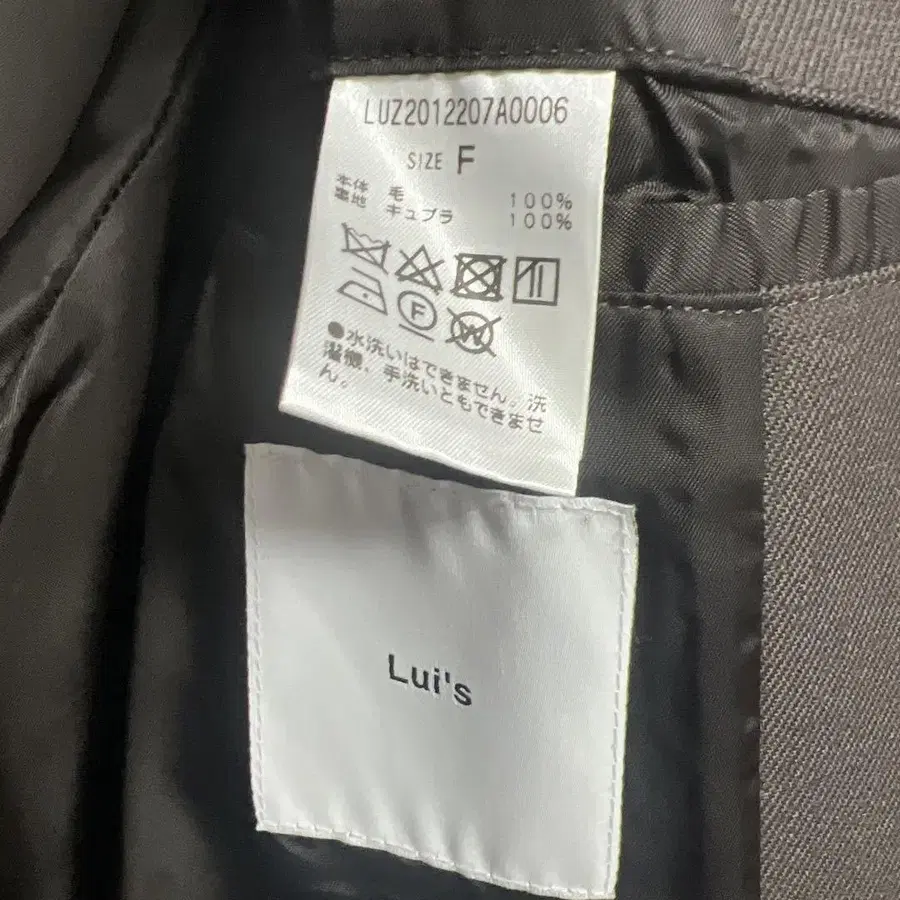 LUZ2012207A0006
SIZE F
本体 毛 100%
裏地 キュプラ 100%
F
W
●水洗いはできません。洗
濯機、手洗いともできませ
ん。
Lui's